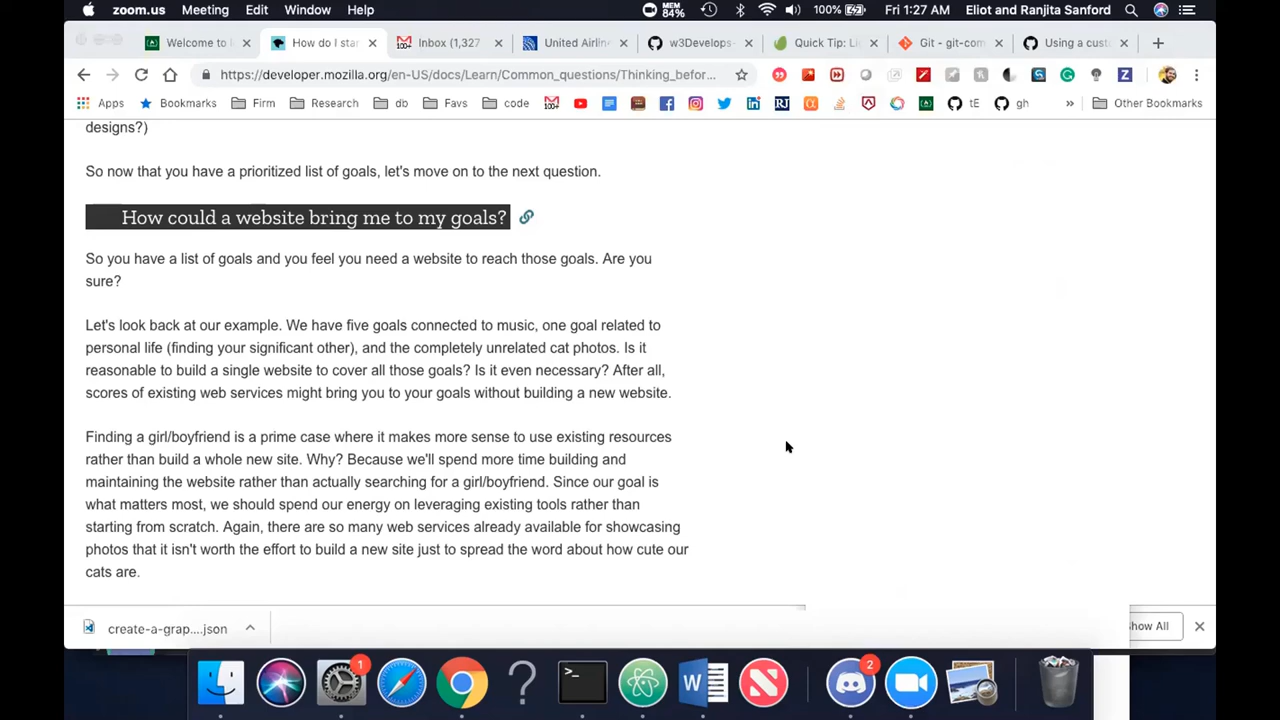 zoom.us Meeting Edit Window Help MEM 84% 100% Fri 1:27 AM Eliot and Ranjita Sanford
Welcome to How do I star Inbox (1,327 United Airline w3Develops- Quick Tip: Li Git - git-com Using a cust
https://developer.mozilla.org/en-US/docs/Learn/Common_questions/Thinking_befor...
Apps Bookmarks Firm Research db Favs code 100+ RJ tE gh » Other Bookmarks
designs?)
So now that you have a prioritized list of goals, let's move on to the next question.
How could a website bring me to my goals?
So you have a list of goals and you feel you need a website to reach those goals. Are you
sure?
Let's look back at our example. We have five goals connected to music, one goal related to
personal life (finding your significant other), and the completely unrelated cat photos. Is it
reasonable to build a single website to cover all those goals? Is it even necessary? After all,
scores of existing web services might bring you to your goals without building a new website.
Finding a girl/boyfriend is a prime case where it makes more sense to use existing resources
rather than build a whole new site. Why? Because we'll spend more time building and
maintaining the website rather than actually searching for a girl/boyfriend. Since our goal is
what matters most, we should spend our energy on leveraging existing tools rather than
starting from scratch. Again, there are so many web services already available for showcasing
photos that it isn't worth the effort to build a new site just to spread the word about how cute our
cats are.
create-a-grap....json Show All
1 2